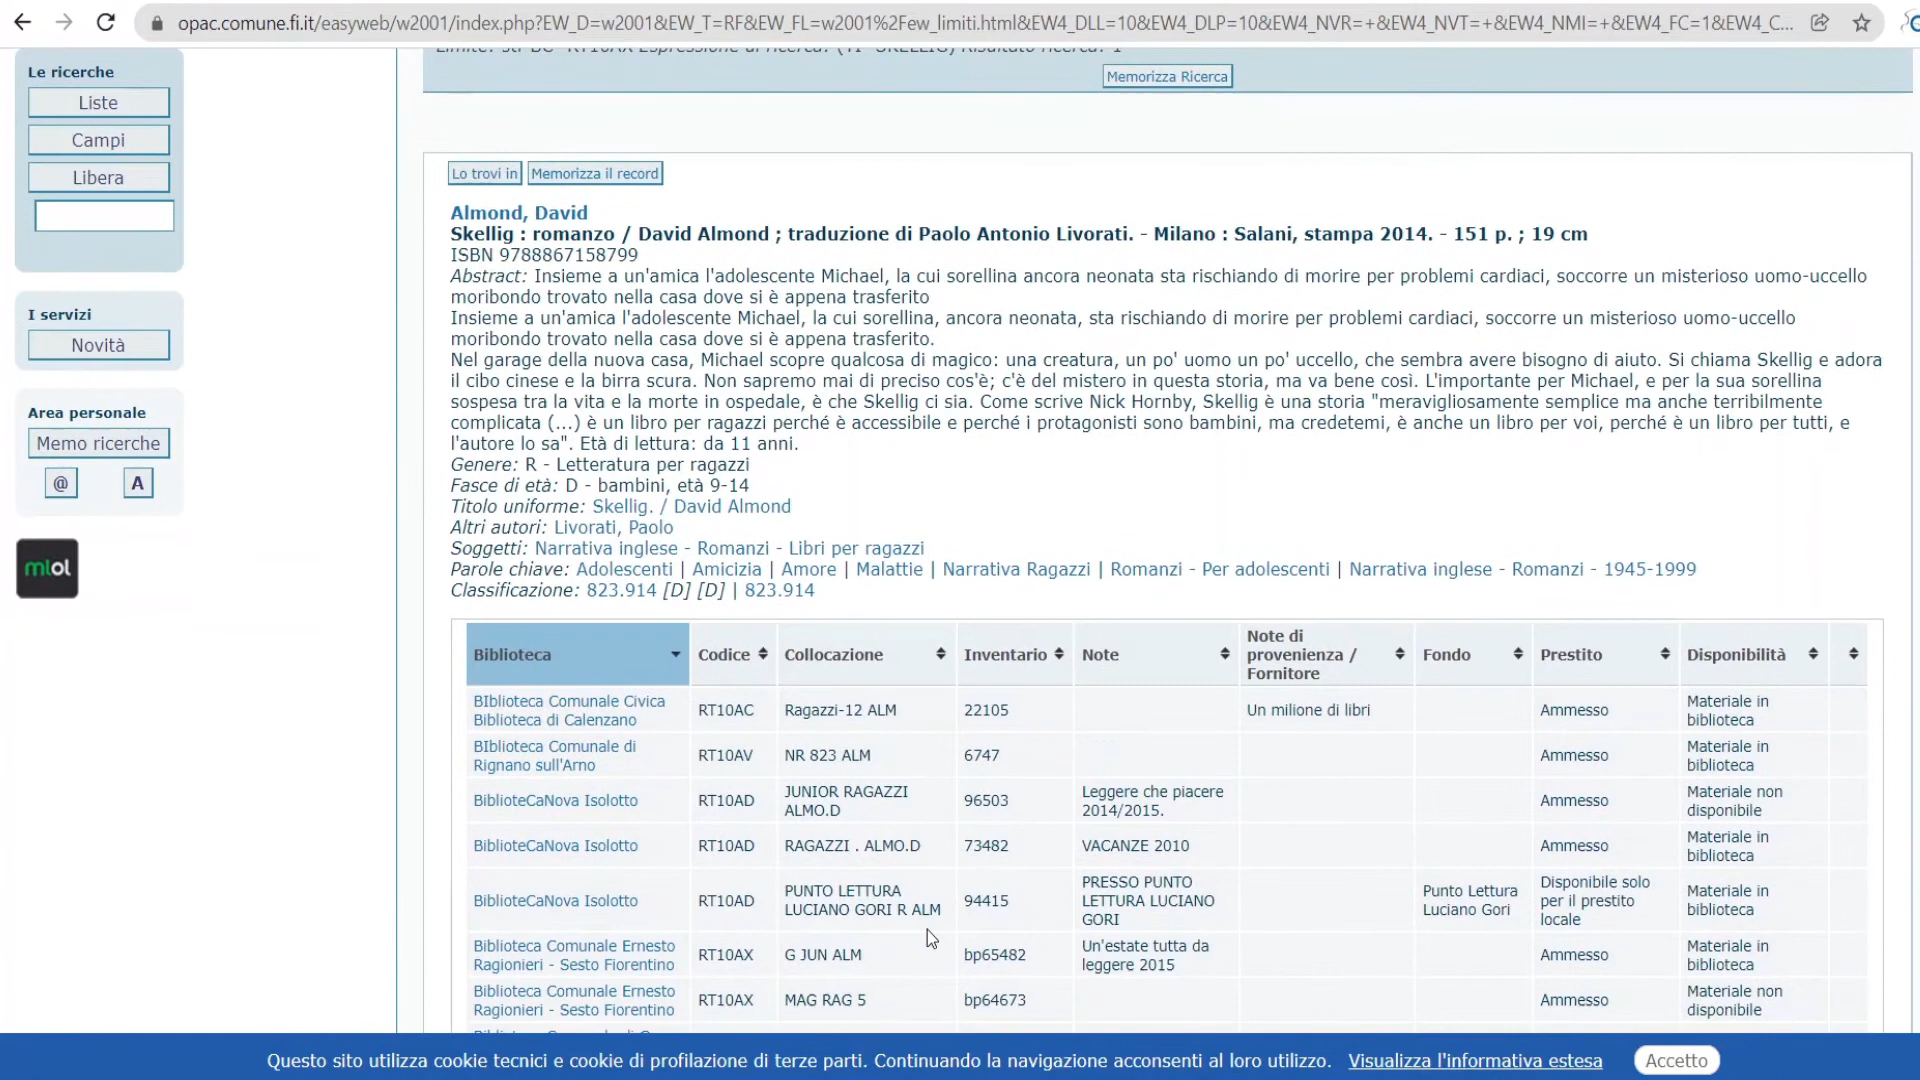 opac.comune.fi.it/easyweb/w2001/index.php?EW_D=w2001&EW_T=RF&EW_FL=w2001%2Few_limiti.html&EW4_DLL=10&EW4_DLP=10&EW4_NVR=+&EW4_NVT=+&EW4_NMI=+&EW4_FC=1&EW4_C...
Memorizza Ricerca
Le ricerche
Liste
Campi
Libera
I servizi
Novità
Area personale
Memo ricerche
@ A
mlol
Lo trovi in Memorizza il record
Almond, David
Skellig : romanzo / David Almond ; traduzione di Paolo Antonio Livorati. - Milano : Salani, stampa 2014. - 151 p. ; 19 cm
ISBN 9788867158799
Abstract: Insieme a un'amica l'adolescente Michael, la cui sorellina ancora neonata sta rischiando di morire per problemi cardiaci, soccorre un misterioso uomo-uccello
moribondo trovato nella casa dove si è appena trasferito
Insieme a un'amica l'adolescente Michael, la cui sorellina, ancora neonata, sta rischiando di morire per problemi cardiaci, soccorre un misterioso uomo-uccello
moribondo trovato nella casa dove si è appena trasferito.
Nel garage della nuova casa, Michael scopre qualcosa di magico: una creatura, un po' uomo un po' uccello, che sembra avere bisogno di aiuto. Si chiama Skellig e adora
il cibo cinese e la birra scura. Non sapremo mai di preciso cos'è; c'è del mistero in questa storia, ma va bene così. L'importante per Michael, e per la sua sorellina
sospesa tra la vita e la morte in ospedale, è che Skellig ci sia. Come scrive Nick Hornby, Skellig è una storia "meravigliosamente semplice ma anche terribilmente
complicata (...) è un libro per ragazzi perché è accessibile e perché i protagonisti sono bambini, ma credetemi, è anche un libro per voi, perché è un libro per tutti, e
l'autore lo sa". Età di lettura: da 11 anni.
Genere: R - Letteratura per ragazzi
Fasce di età: D - bambini, età 9-14
Titolo uniforme: Skellig. / David Almond
Altri autori: Livorati, Paolo
Soggetti: Narrativa inglese - Romanzi - Libri per ragazzi
Parole chiave: Adolescenti | Amicizia | Amore | Malattie | Narrativa Ragazzi | Romanzi - Per adolescenti | Narrativa inglese - Romanzi - 1945-1999
Classificazione: 823.914 [D] [D] | 823.914
Biblioteca Codice Collocazione Inventario Note Note di provenienza / Fornitore Fondo Prestito Disponibilità
BIblioteca Comunale Civica Biblioteca di Calenzano RT10AC Ragazzi-12 ALM 22105 Un milione di libri Ammesso Materiale in biblioteca
BIblioteca Comunale di Rignano sull'Arno RT10AV NR 823 ALM 6747 Ammesso Materiale in biblioteca
BiblioteCaNova Isolotto RT10AD JUNIOR RAGAZZI ALMO.D 96503 Leggere che piacere 2014/2015. Ammesso Materiale non disponibile
BiblioteCaNova Isolotto RT10AD RAGAZZI . ALMO.D 73482 VACANZE 2010 Ammesso Materiale in biblioteca
BiblioteCaNova Isolotto RT10AD PUNTO LETTURA LUCIANO GORI R ALM 94415 PRESSO PUNTO LETTURA LUCIANO GORI Punto Lettura Luciano Gori Disponibile solo per il prestito locale Materiale in biblioteca
Biblioteca Comunale Ernesto Ragionieri - Sesto Fiorentino RT10AX G JUN ALM bp65482 Un'estate tutta da leggere 2015 Ammesso Materiale in biblioteca
Biblioteca Comunale Ernesto Ragionieri - Sesto Fiorentino RT10AX MAG RAG 5 bp64673 Ammesso Materiale non disponibile
Questo sito utilizza cookie tecnici e cookie di profilazione di terze parti. Continuando la navigazione acconsenti al loro utilizzo. Visualizza l'informativa estesa Accetto